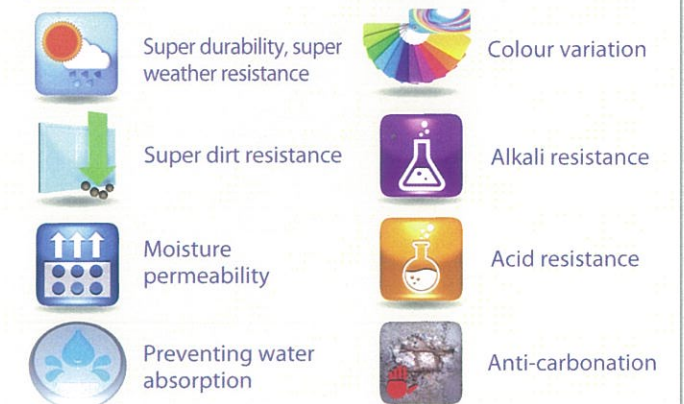 Super durability, super
weather resistance
Colour variation
Super dirt resistance
Alkali resistance
Moisture
permeability
Acid resistance
Preventing water
absorption
Anti-carbonation